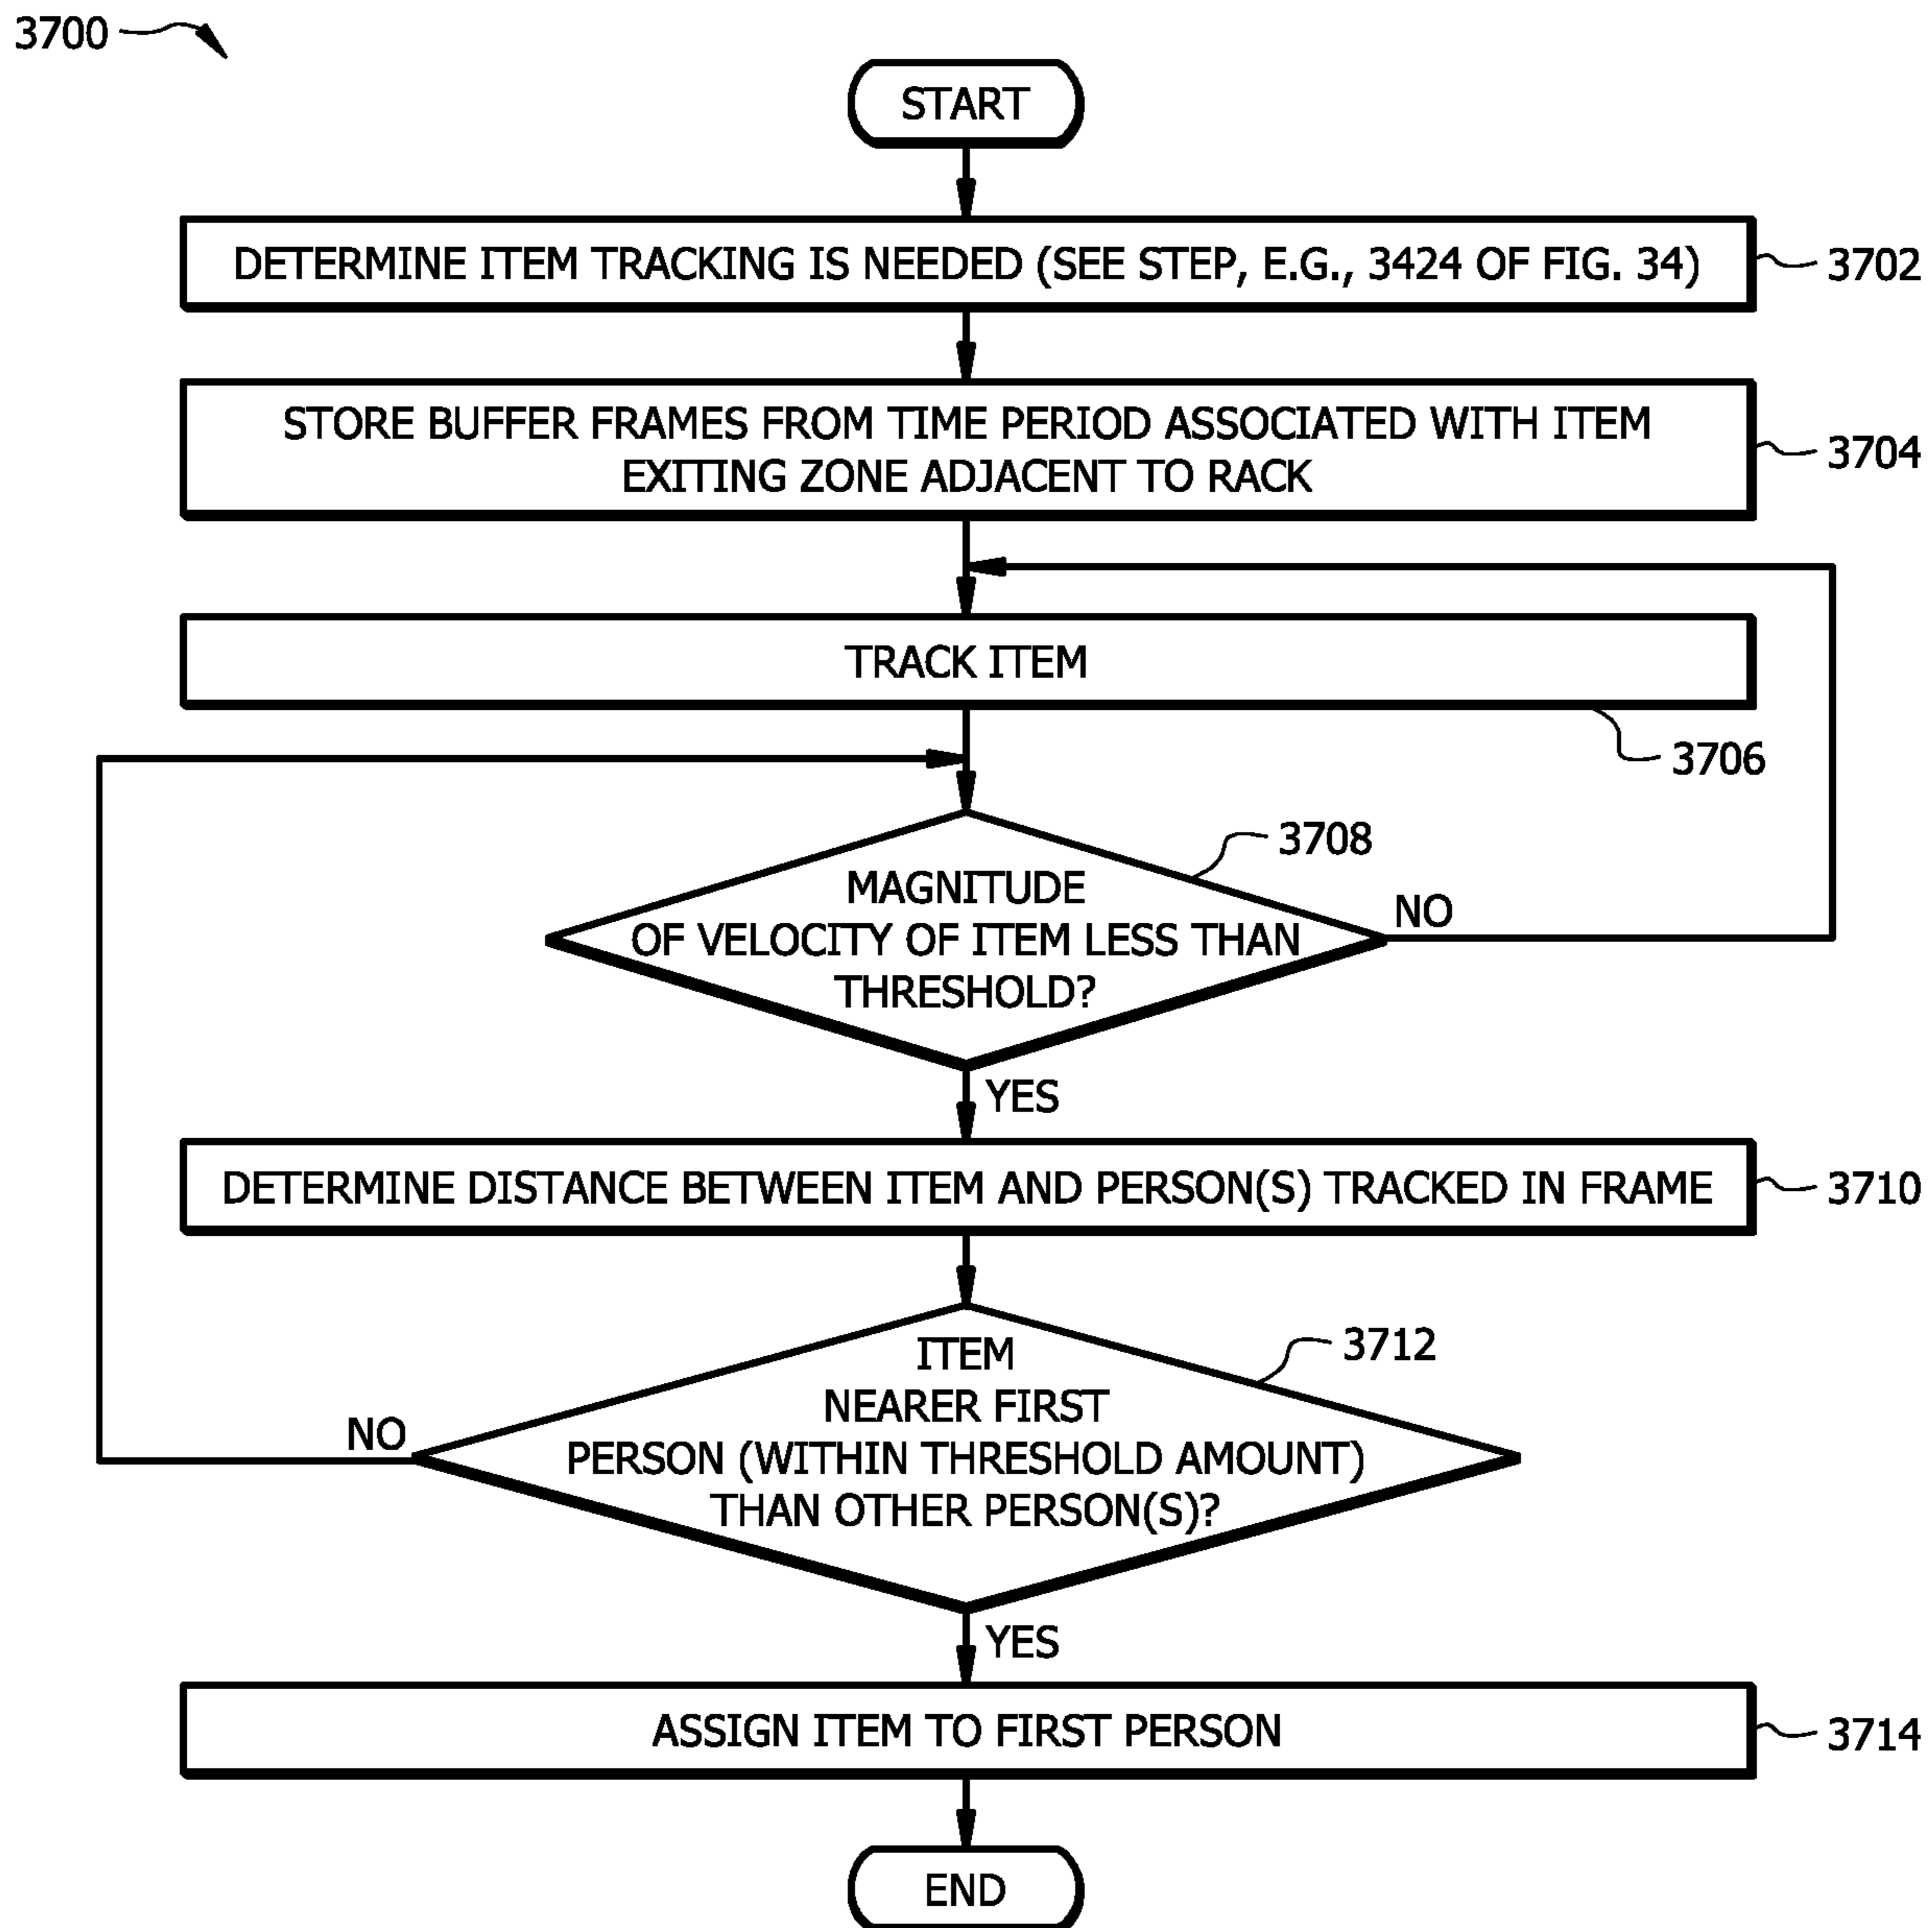 3700
START
DETERMINE ITEM TRACKING IS NEEDED (SEE STEP, E.G., 3424 OF FIG. 34)
3702
STORE BUFFER FRAMES FROM TIME PERIOD ASSOCIATED WITH ITEM
EXITING ZONE ADJACENT TO RACK
3704
TRACK ITEM
3706
3708
MAGNITUDE
OF VELOCITY OF ITEM LESS THAN
THRESHOLD?
NO
YES
DETERMINE DISTANCE BETWEEN ITEM AND PERSON(S) TRACKED IN FRAME
3710
3712
ITEM
NEARER FIRST
PERSON (WITHIN THRESHOLD AMOUNT)
THAN OTHER PERSON(S)?
NO
YES
ASSIGN ITEM TO FIRST PERSON
3714
END